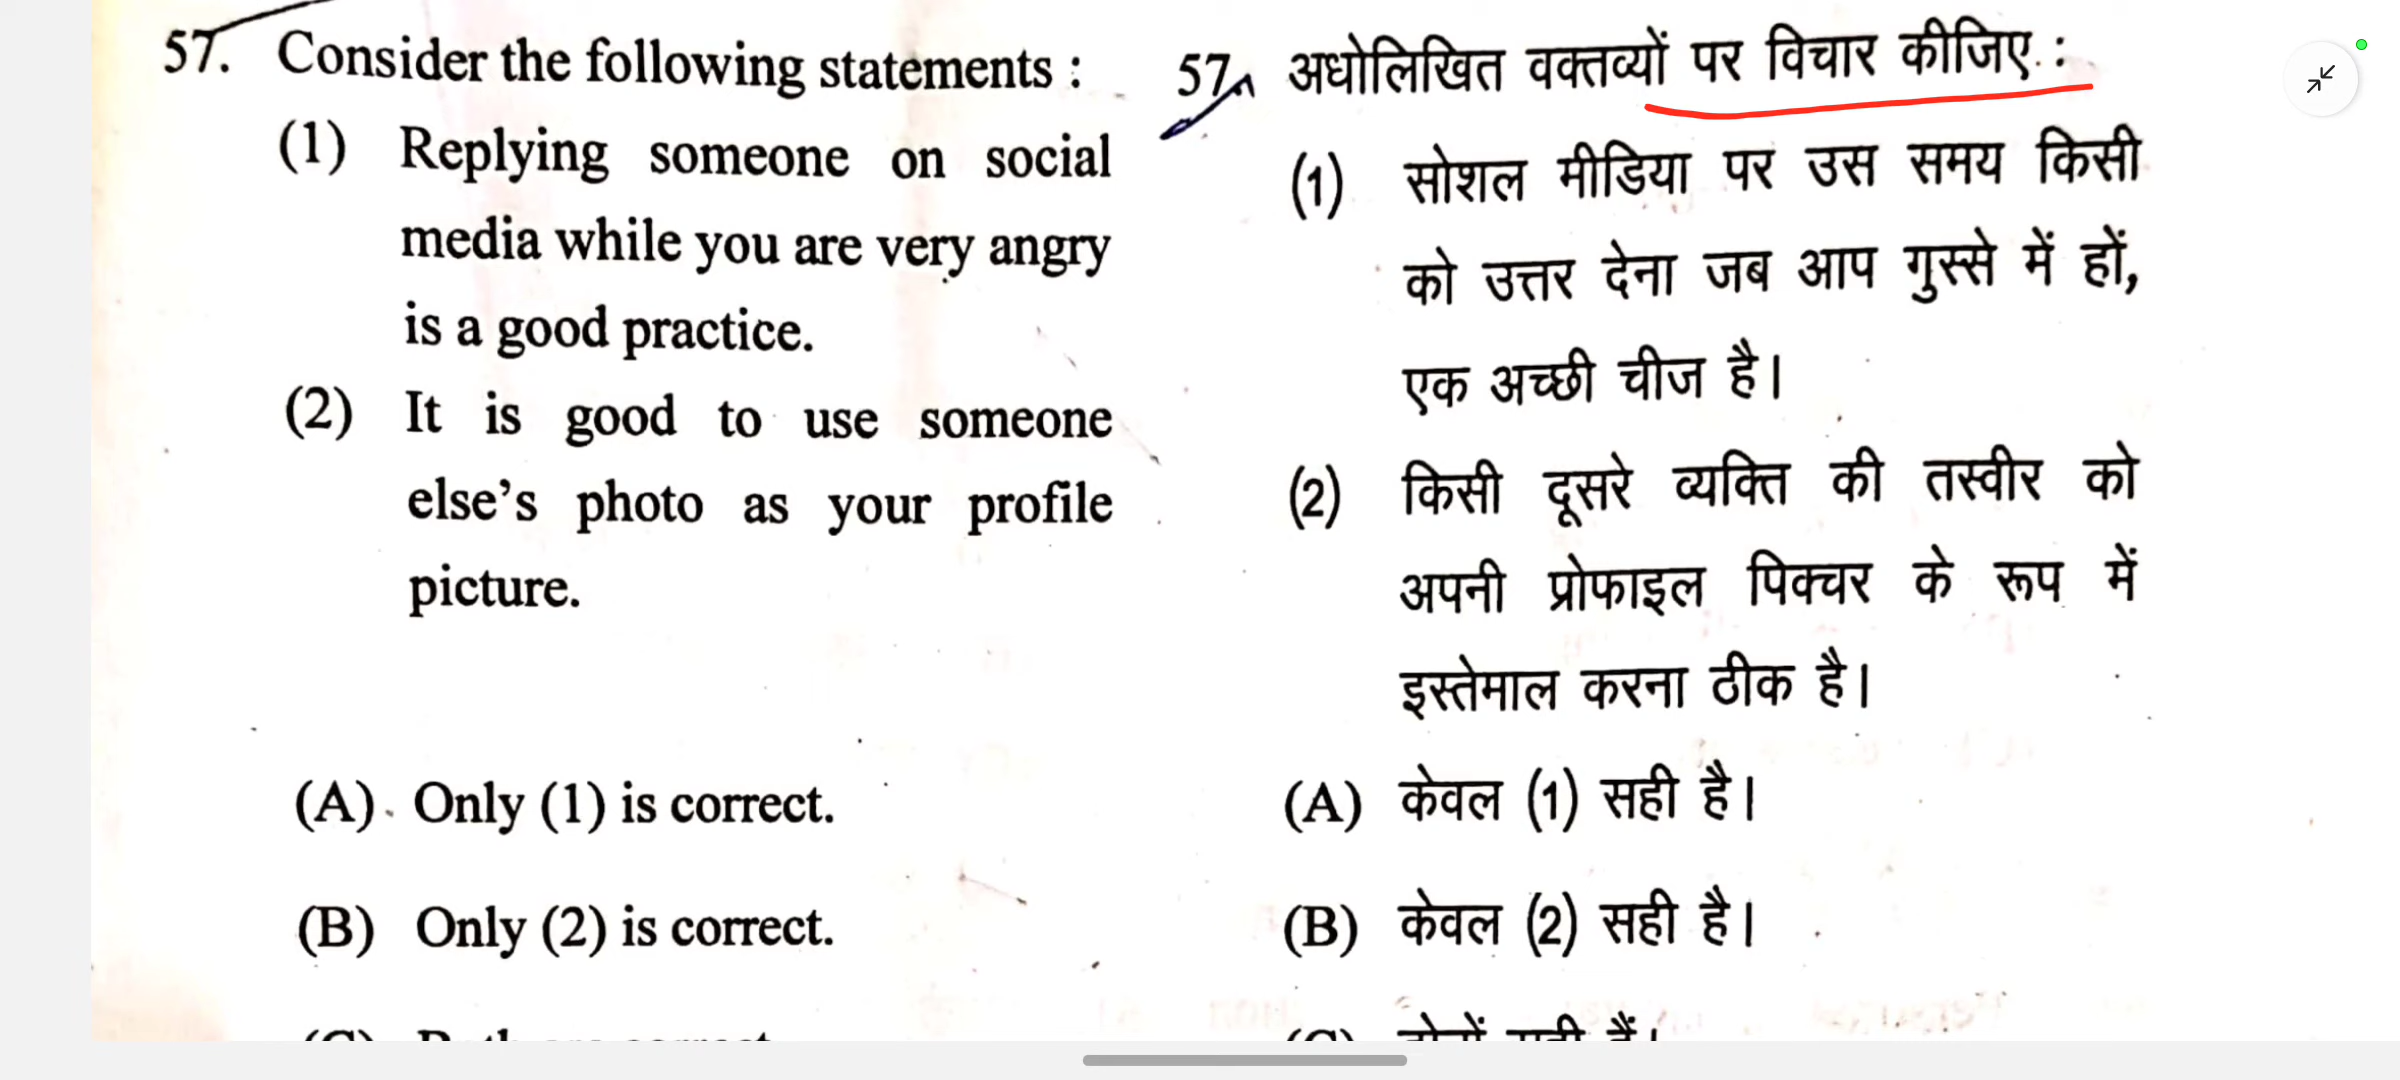 57. Consider the following statements :
(1) Replying someone on social
media while you are very angry
is a good practice.
(2) It is good to use someone
else's photo as your profile
picture.
(A) Only (1) is correct.
(B) Only (2) is correct.
57. अधोलिखित वक्तव्यों पर विचार कीजिए :
(1) सोशल मीडिया पर उस समय किसी
को उत्तर देना जब आप गुस्से में हों,
एक अच्छी चीज है।
(2) किसी दूसरे व्यक्ति की तस्वीर को
अपनी प्रोफाइल पिक्चर के रूप में
इस्तेमाल करना ठीक है।
(A) केवल (1) सही है।
(B) केवल (2) सही है।